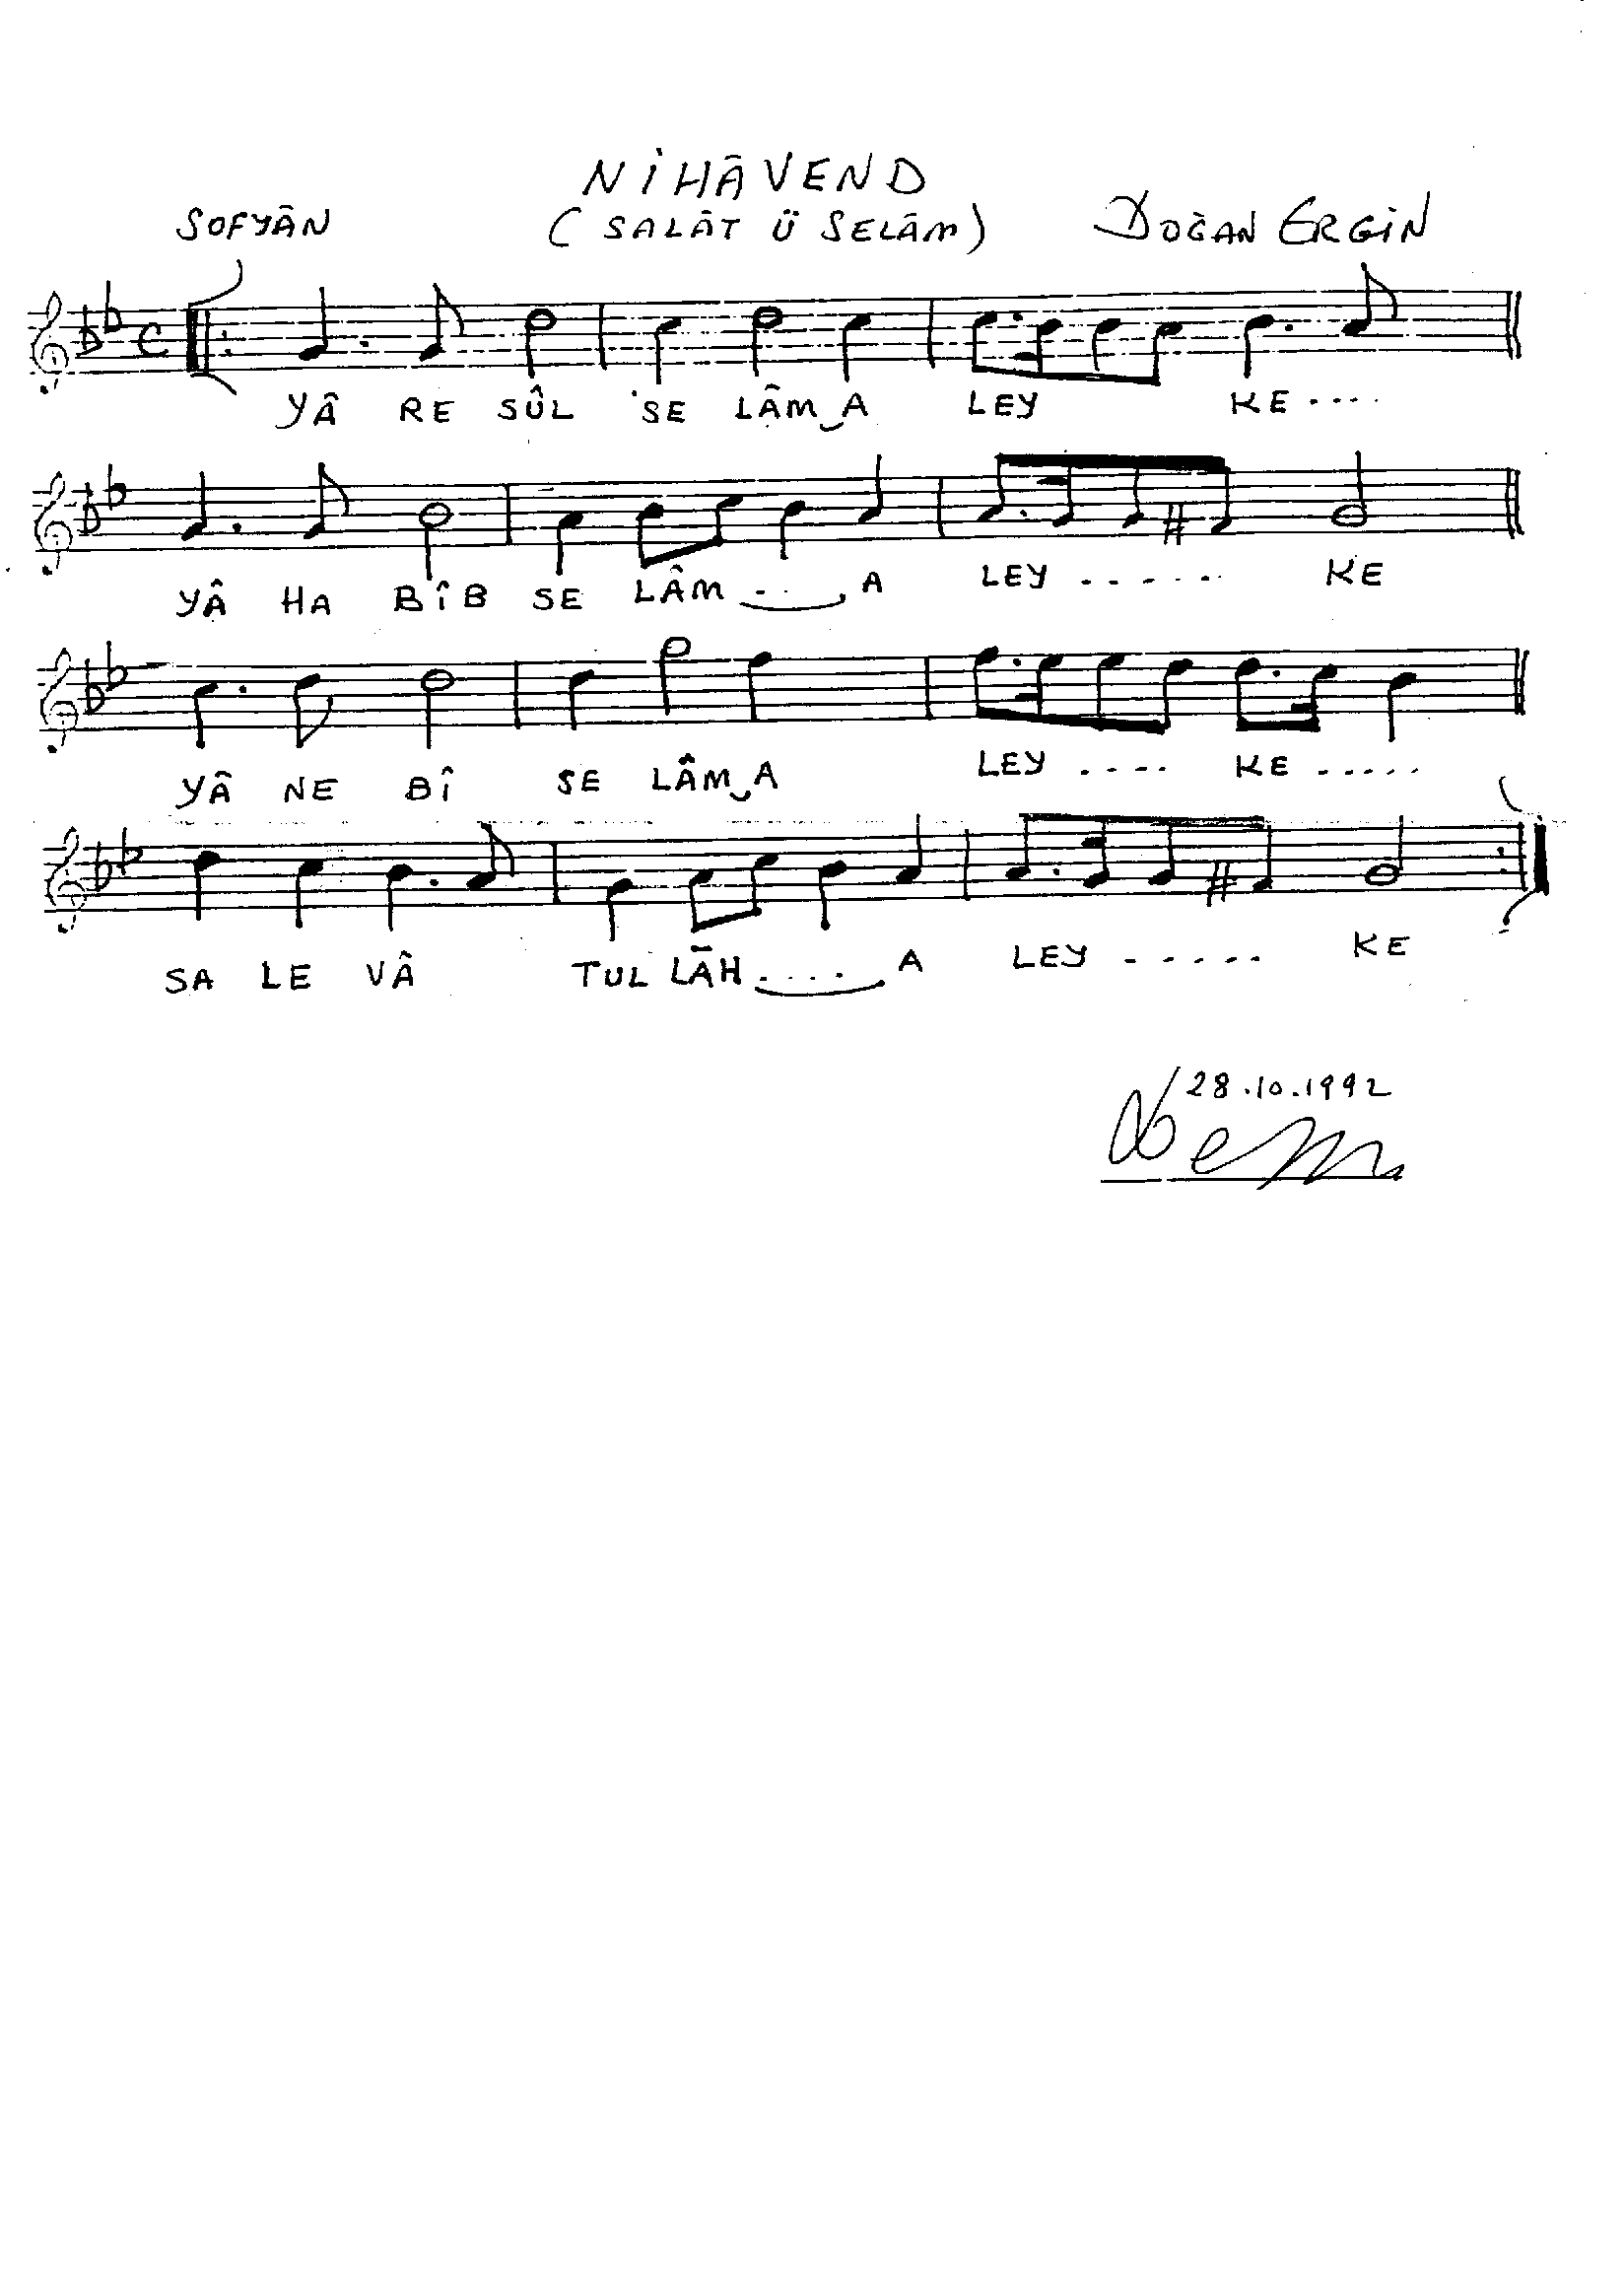 NİHÂVEND
SOFYÂN (SALÂT Ü SELÂM) DOĞAN ERGİN
YÂ RE SÛL SE LÂM A LEY KE....
YÂ HA BÎB SE LÂM... A LEY ...... KE
YÂ NE BÎ SE LÂM A LEY .... KE .....
SA LE VÂ TUL LÂH .... A LEY ..... KE
28.10.1992